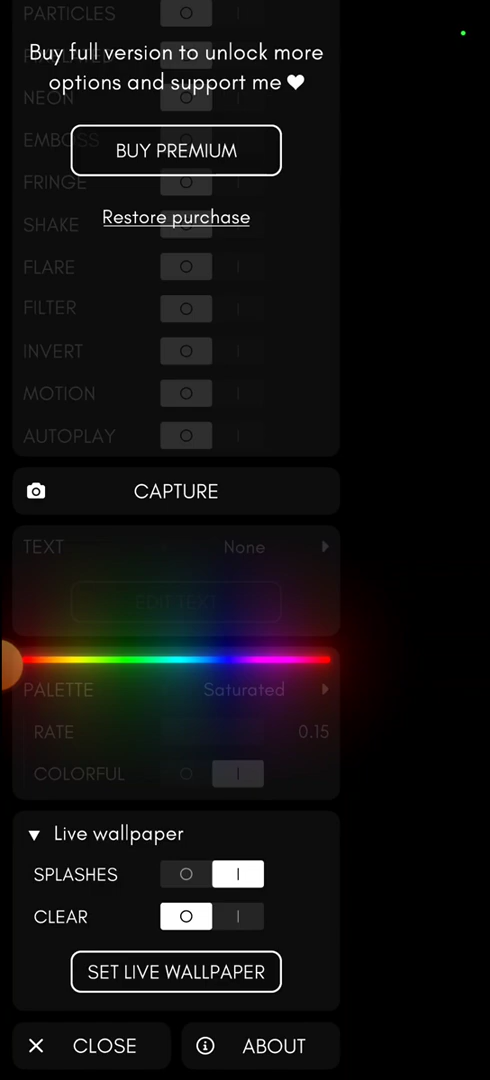 PARTICLES
Buy full version to unlock more
options and support me ♥
NEON
EMBOSS
BUY PREMIUM
FRINGE
Restore purchase
SHAKE
FLARE
FILTER
INVERT
MOTION
AUTOPLAY
CAPTURE
TEXT None
EDIT TEXT
PALETTE Saturated
RATE 0.15
COLORFUL
Live wallpaper
SPLASHES
CLEAR
SET LIVE WALLPAPER
CLOSE ABOUT